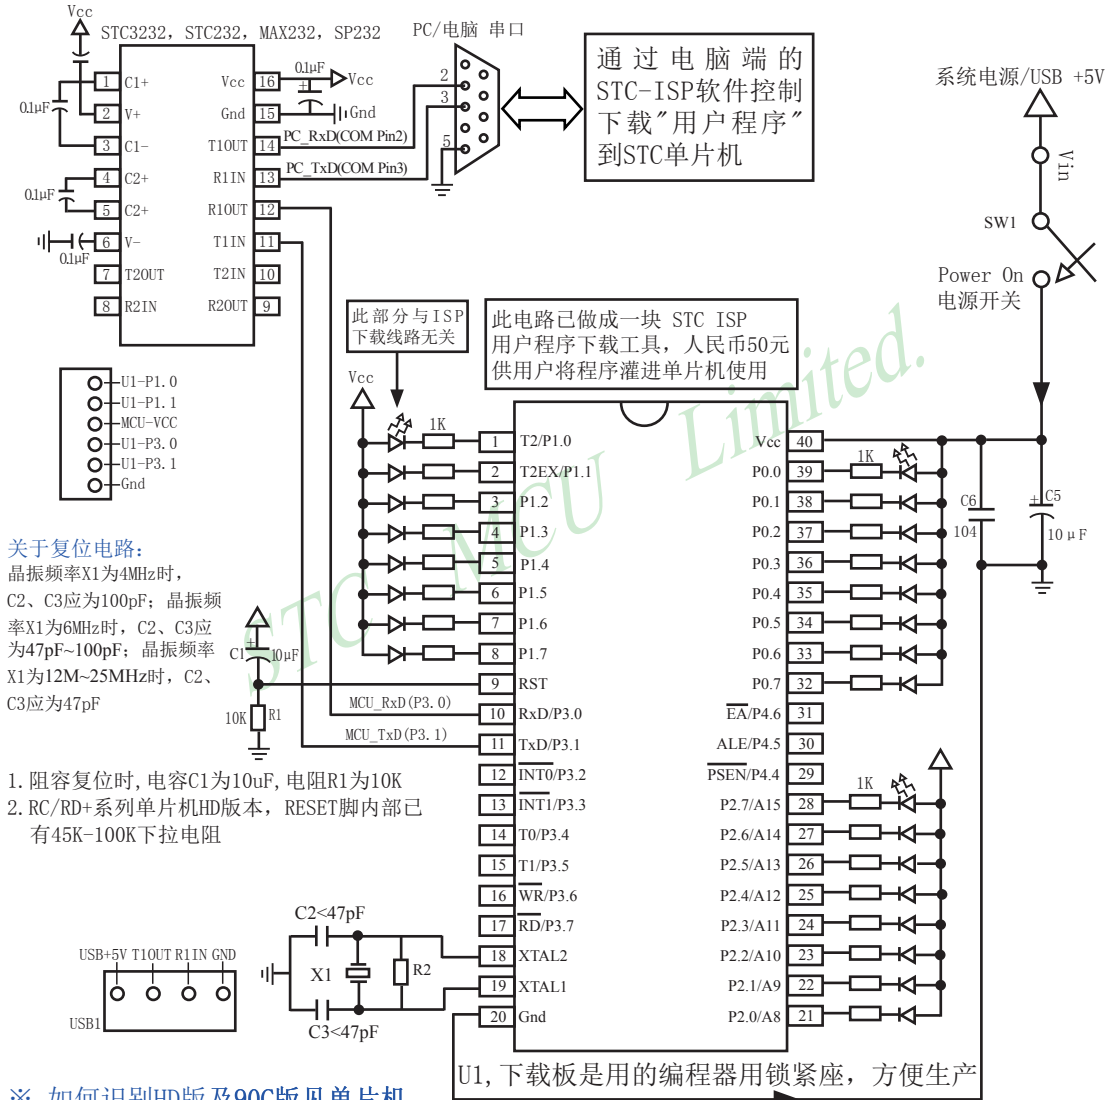 Vcc
STC3232, STC232, MAX232, SP232
PC/电脑 串口
1 C1+
2 V+
3 C1-
4 C2+
5 C2+
6 V-
7 T2OUT
8 R2IN
Vcc 16
Gnd 15
T1OUT 14
R1IN 13
R1OUT 12
T1IN 11
T2IN 10
R2OUT 9
0.1μF
0.1μF
0.1μF
0.1μF
Vcc
Gnd
PC_RxD(COM Pin2)
PC_TxD(COM Pin3)
2
3
5
通过电脑端的
STC-ISP软件控制
下载"用户程序"
到STC单片机
系统电源/USB +5V
Vin
SW1
Power On
电源开关
此部分与ISP
下载线路无关
此电路已做成一块 STC ISP
用户程序下载工具, 人民币50元
供用户将程序灌进单片机使用
U1-P1.0
U1-P1.1
MCU-VCC
U1-P3.0
U1-P3.1
Gnd
Vcc
1K
1 T2/P1.0
2 T2EX/P1.1
3 P1.2
4 P1.3
5 P1.4
6 P1.5
7 P1.6
8 P1.7
9 RST
10 RxD/P3.0
11 TxD/P3.1
12 INT0/P3.2
13 INT1/P3.3
14 T0/P3.4
15 T1/P3.5
16 WR/P3.6
17 RD/P3.7
18 XTAL2
19 XTAL1
20 Gnd
Vcc 40
P0.0 39
P0.1 38
P0.2 37
P0.3 36
P0.4 35
P0.5 34
P0.6 33
P0.7 32
EA/P4.6 31
ALE/P4.5 30
PSEN/P4.4 29
P2.7/A15 28
P2.6/A14 27
P2.5/A13 26
P2.4/A12 25
P2.3/A11 24
P2.2/A10 23
P2.1/A9 22
P2.0/A8 21
1K
1K
C6
104
+ C5
10μF
关于复位电路:
晶振频率X1为4MHz时,
C2、C3应为100pF; 晶振频
率X1为6MHz时, C2、C3应
为47pF~100pF; 晶振频率
X1为12M~25MHz时, C2、
C3应为47pF
+
C1 10μF
10K R1
MCU_RxD(P3.0)
MCU_TxD(P3.1)
1.阻容复位时,电容C1为10uF,电阻R1为10K
2.RC/RD+系列单片机HD版本, RESET脚内部已
有45K-100K下拉电阻
C2<47pF
X1
R2
C3<47pF
USB+5V T1OUT R1IN GND
USB1
U1,下载板是用的编程器用锁紧座, 方便生产
※ 如何识别HD版及90C版见单片机
STC MCU Limited.